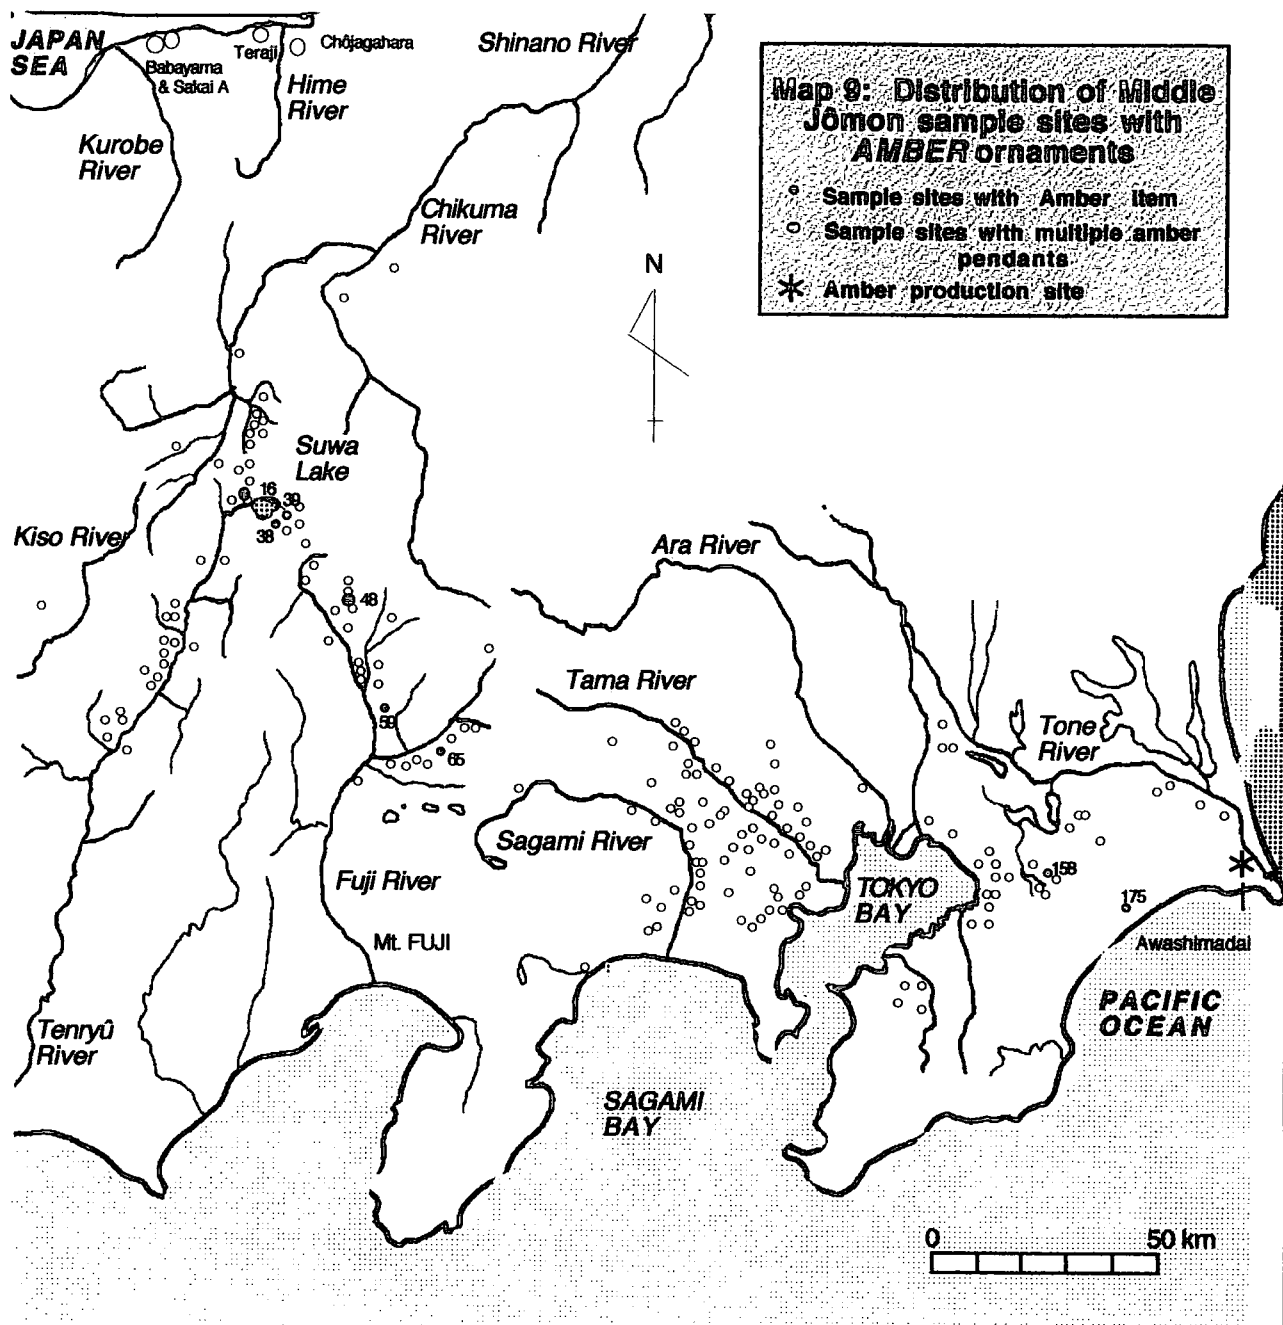 JAPAN
SEA
Babayama
& Sakai A
Teraji
Chôjagahara
Hime
River
Kurobe
River
Shinano River
Chikuma
River
Map 9: Distribution of Middle
Jômon sample sites with
AMBER ornaments
Sample sites with Amber item
Sample sites with multiple amber
pendants
Amber production site
N
Suwa
Lake
16
39
38
Kiso River
48
59
65
Ara River
Tama River
Tone
River
Sagami River
Fuji River
Mt. FUJI
TOKYO
BAY
158
175
Awashimadai
PACIFIC
OCEAN
Tenryû
River
SAGAMI
BAY
0
50 km